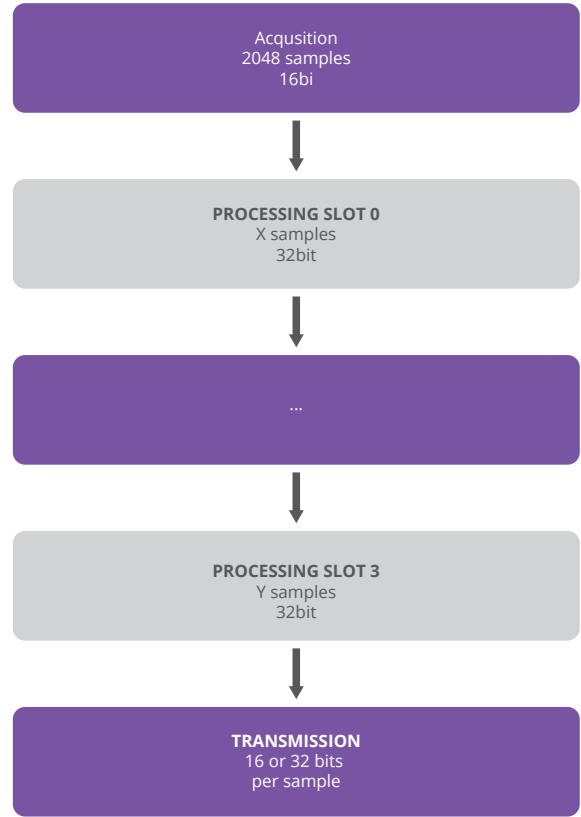 Acqusition
2048 samples
16bi
PROCESSING SLOT 0
X samples
32bit
...
PROCESSING SLOT 3
Y samples
32bit
TRANSMISSION
16 or 32 bits
per sample